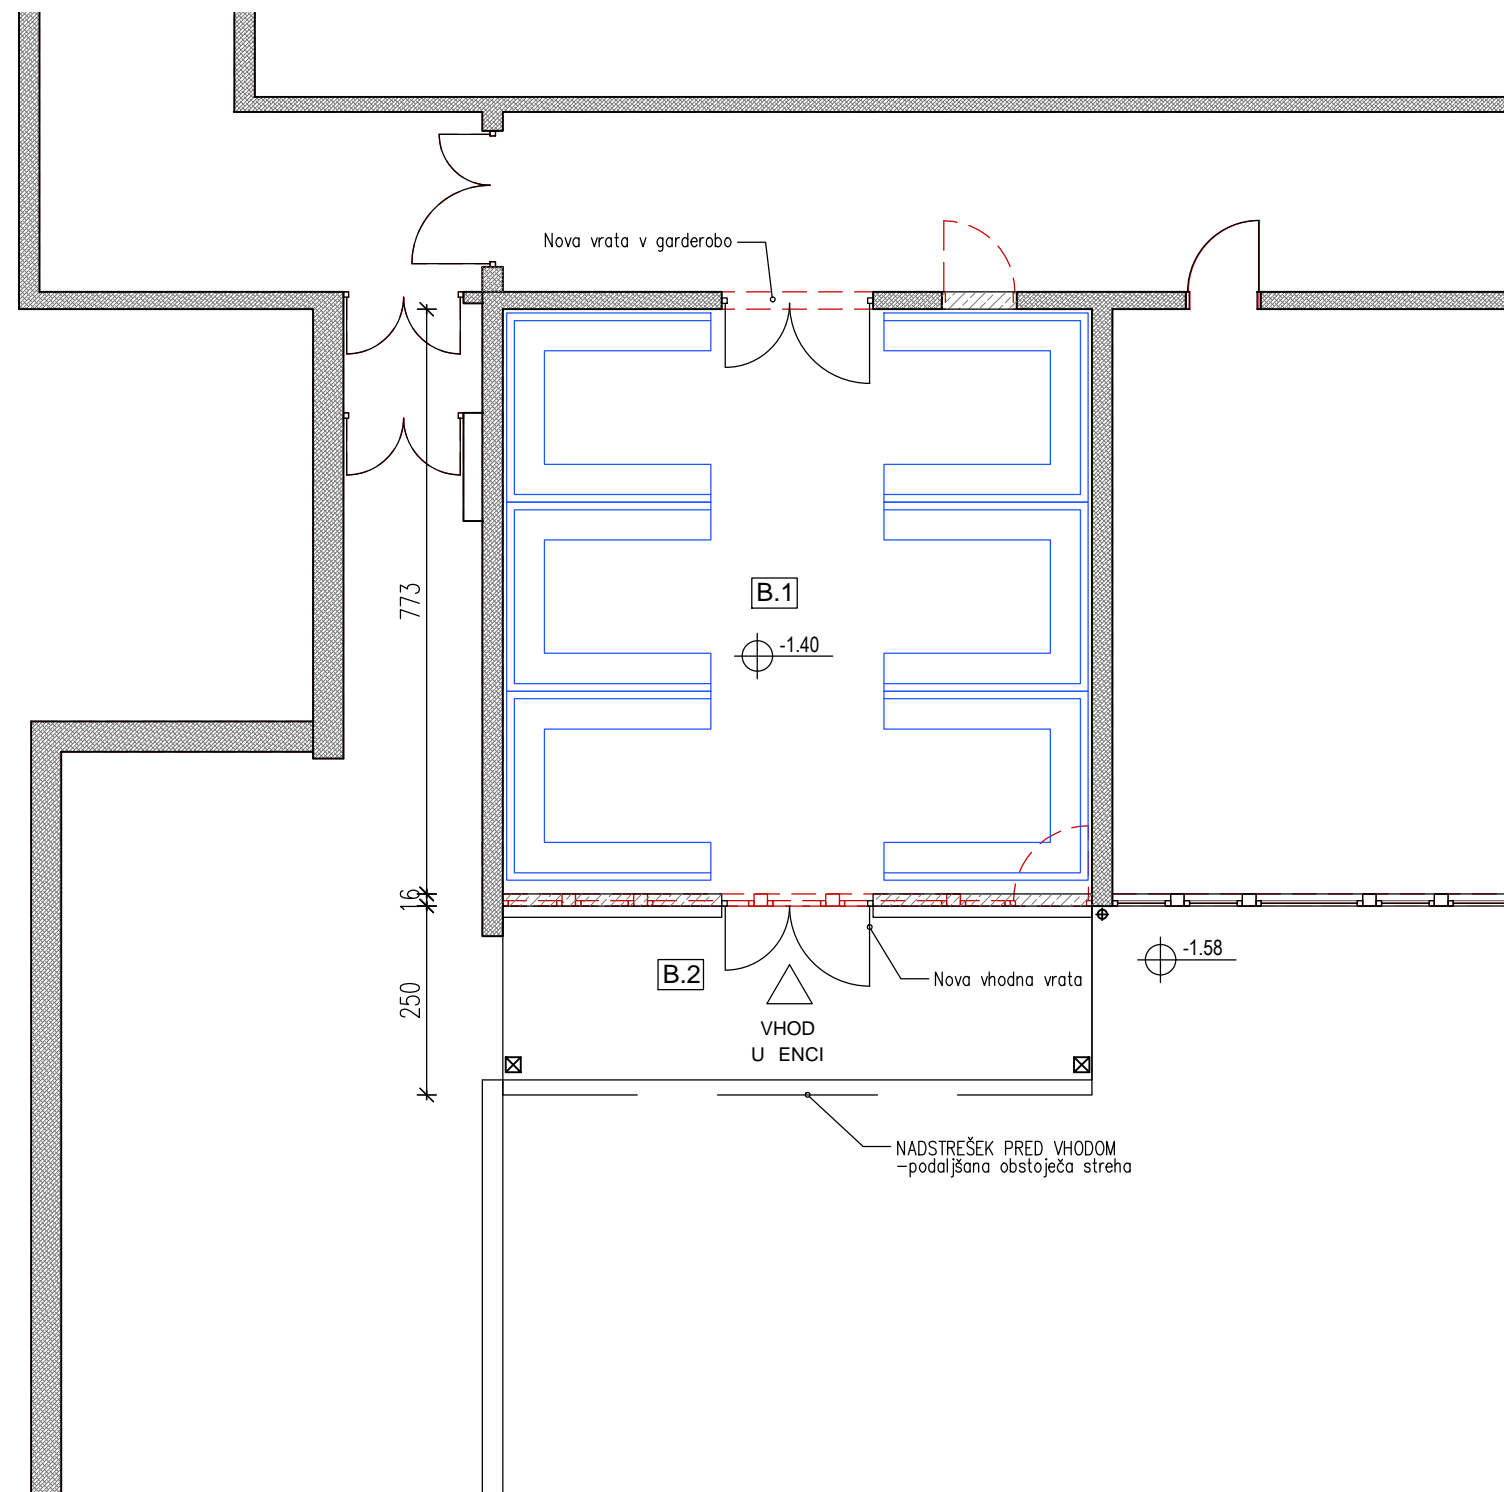 Nova vrata v garderobo
773
B.1
-1.40
16
250
B.2
Nova vhodna vrata
-1.58
VHOD
U ENCI
NADSTREŠEK PRED VHODOM
-podaljšana obstoječa streha